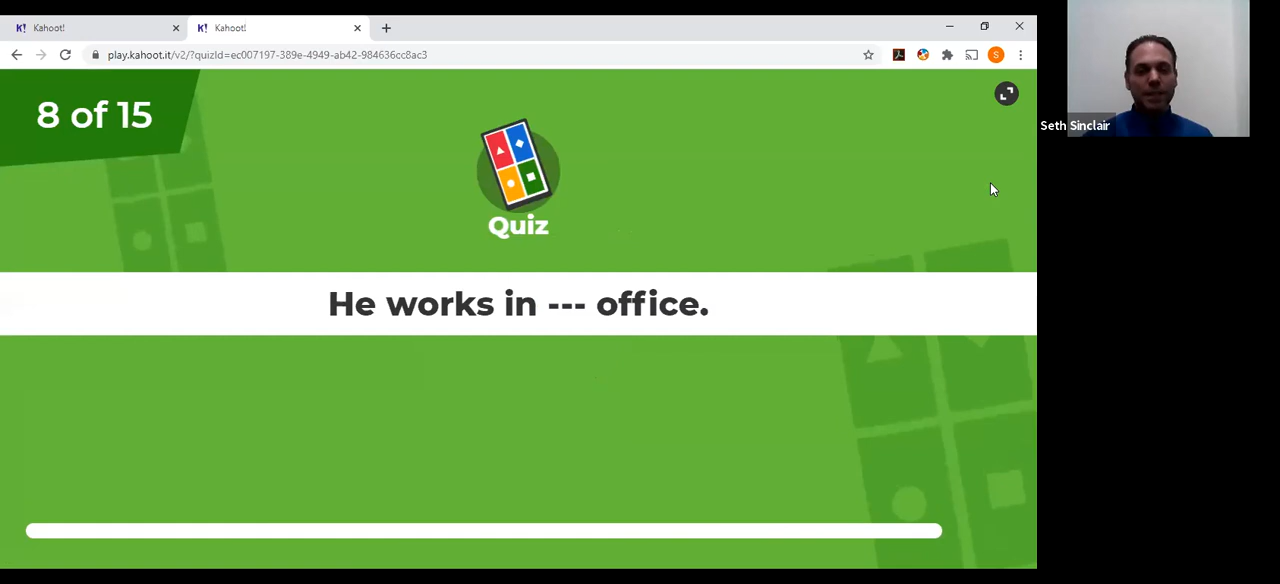 K! Kahoot!
K! Kahoot!
play.kahoot.it/v2/?quizId=ec007197-389e-4949-ab42-984636cc8ac3
S
8 of 15
Quiz
He works in --- office.
Seth Sinclair